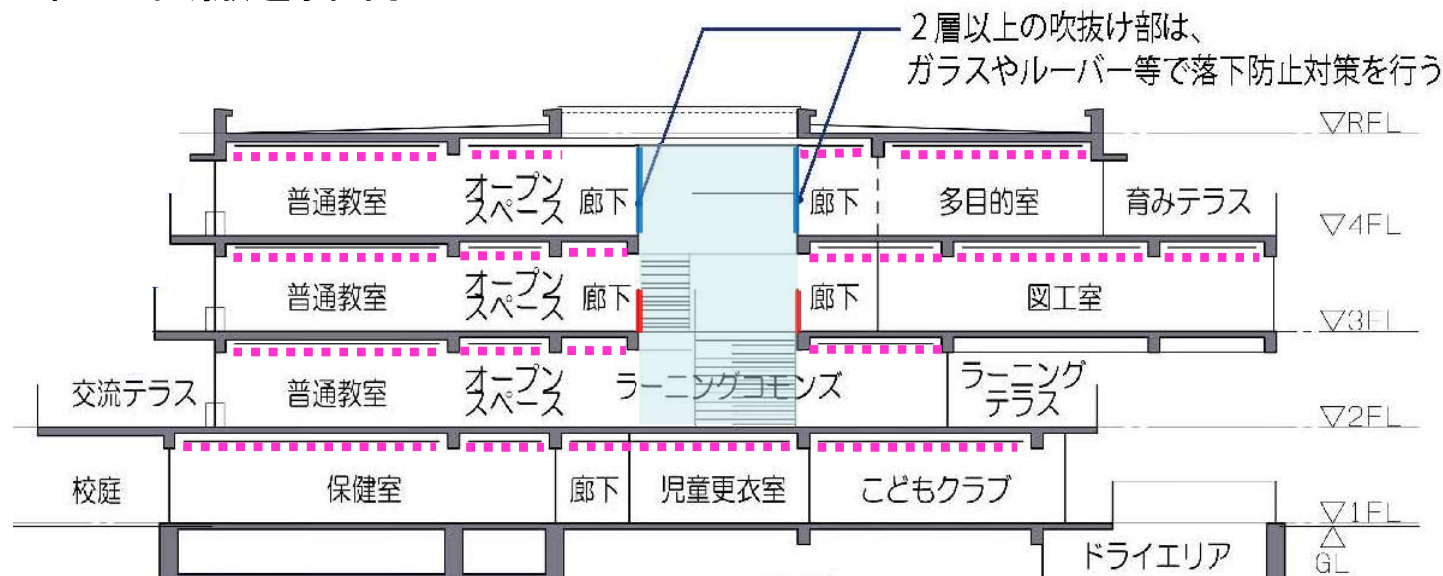 2層以上の吹抜け部は、
ガラスやルーバー等で落下防止対策を行う
▽RFL
普通教室
オープン
スペース
廊下
廊下
多目的室
育みテラス
▽4FL
普通教室
オープン
スペース
廊下
廊下
図工室
▽3FL
交流テラス
普通教室
オープン
スペース
ラーニングコモンズ
ラーニング
テラス
▽2FL
校庭
保健室
廊下
児童更衣室
こどもクラブ
▽1FL
△
GL
ドライエリア